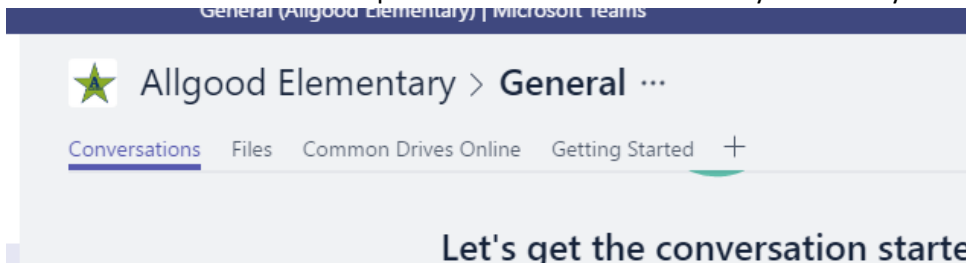 General (Allgood Elementary) | Microsoft Teams
A
Allgood Elementary > General ···
Conversations Files Common Drives Online Getting Started +
Let's get the conversation starte